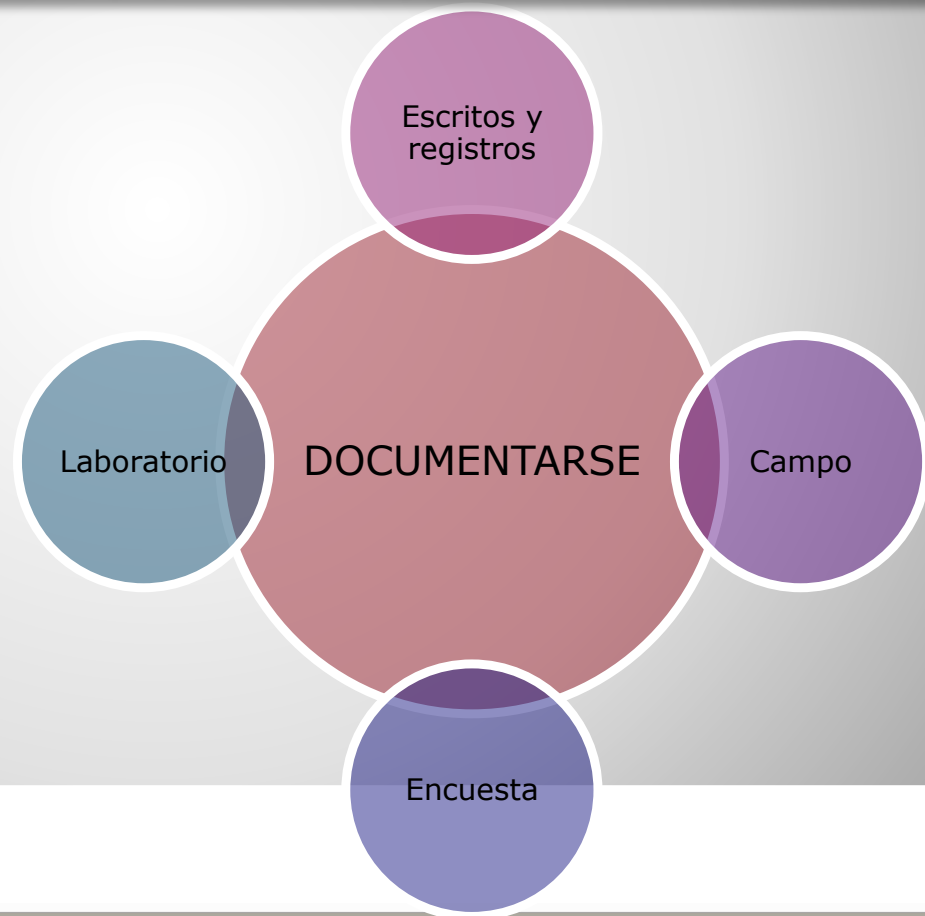 Escritos y
registros
Laboratorio
DOCUMENTARSE
Campo
Encuesta